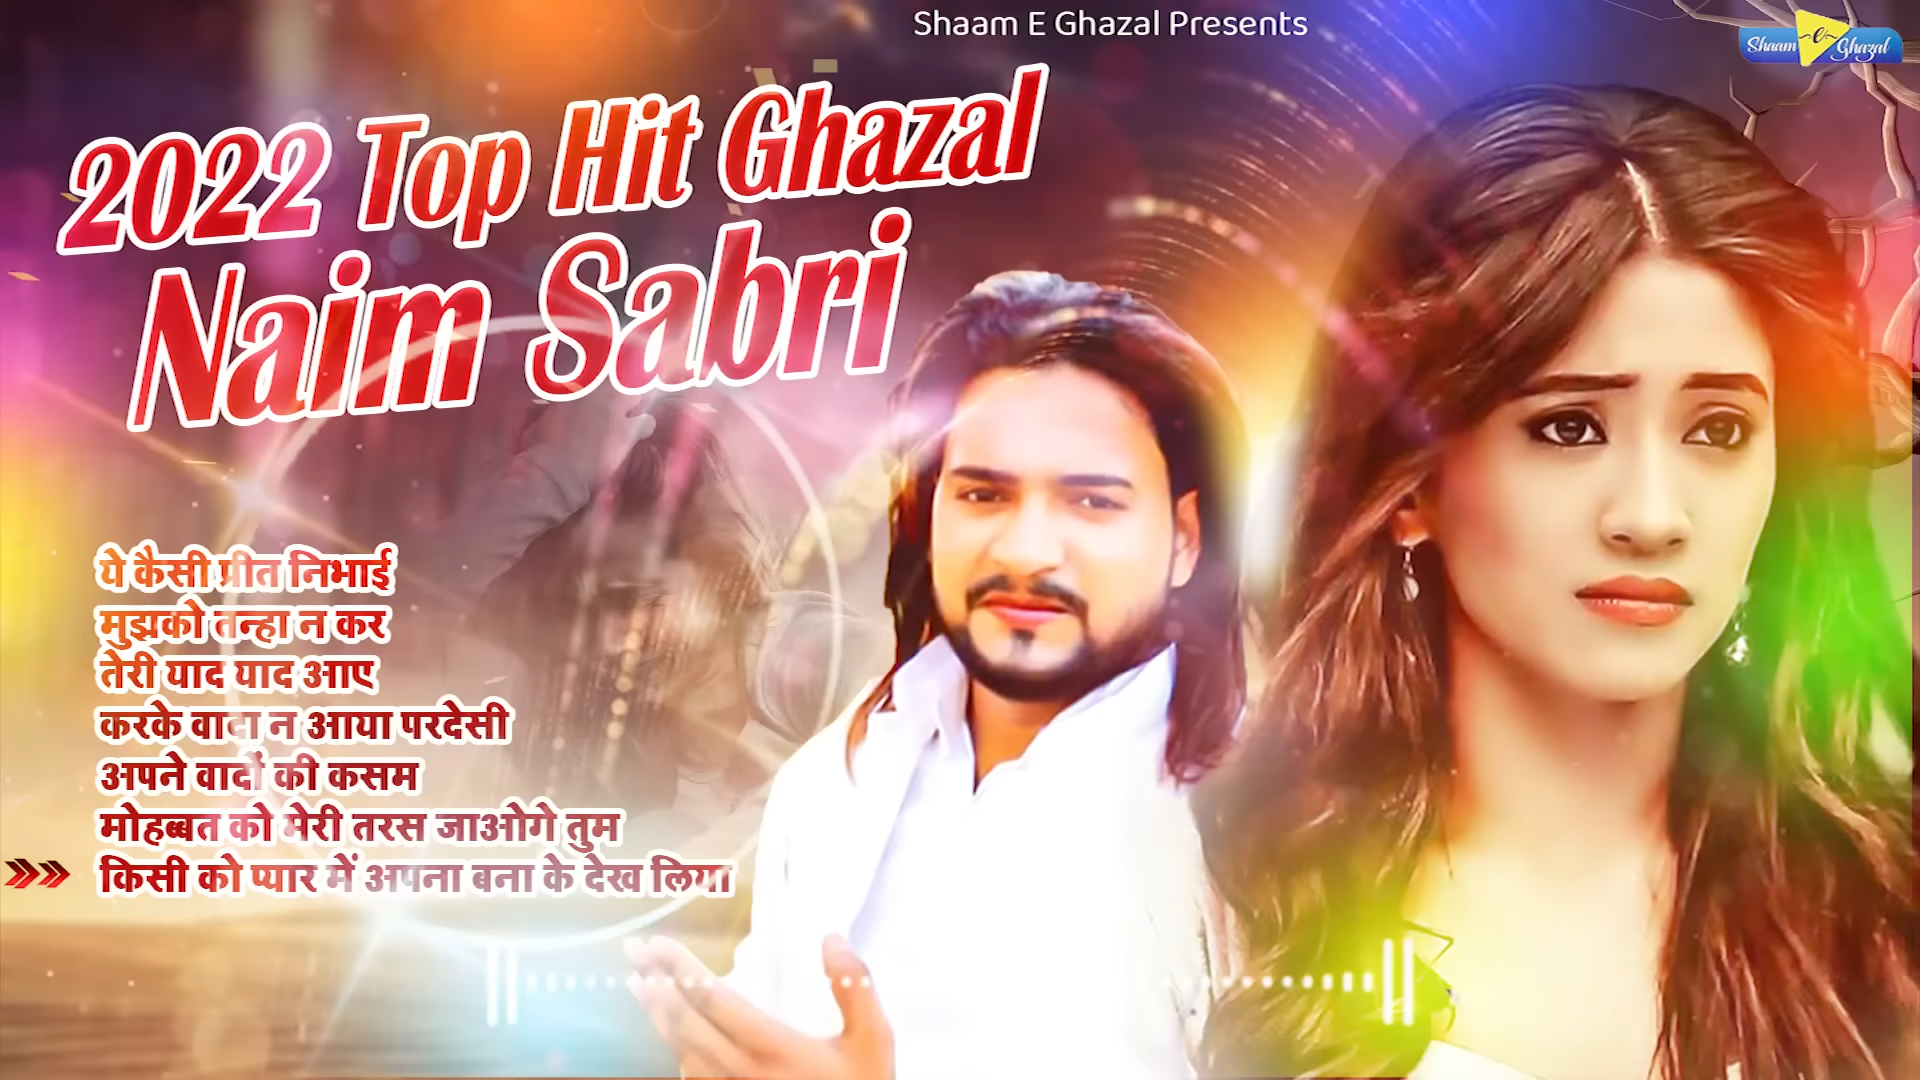 Shaam E Ghazal Presents
Shaam e Ghazal
2022 Top Hit Ghazal
Naim Sabri
ये कैसी प्रीत निभाई
मुझको तन्हा न कर
तेरी याद याद आए
करके वादा न आया परदेसी
अपने वादों की कसम
मोहब्बत को मेरी तरस जाओगे तुम
किसी को प्यार में अपना बना के देख लिया